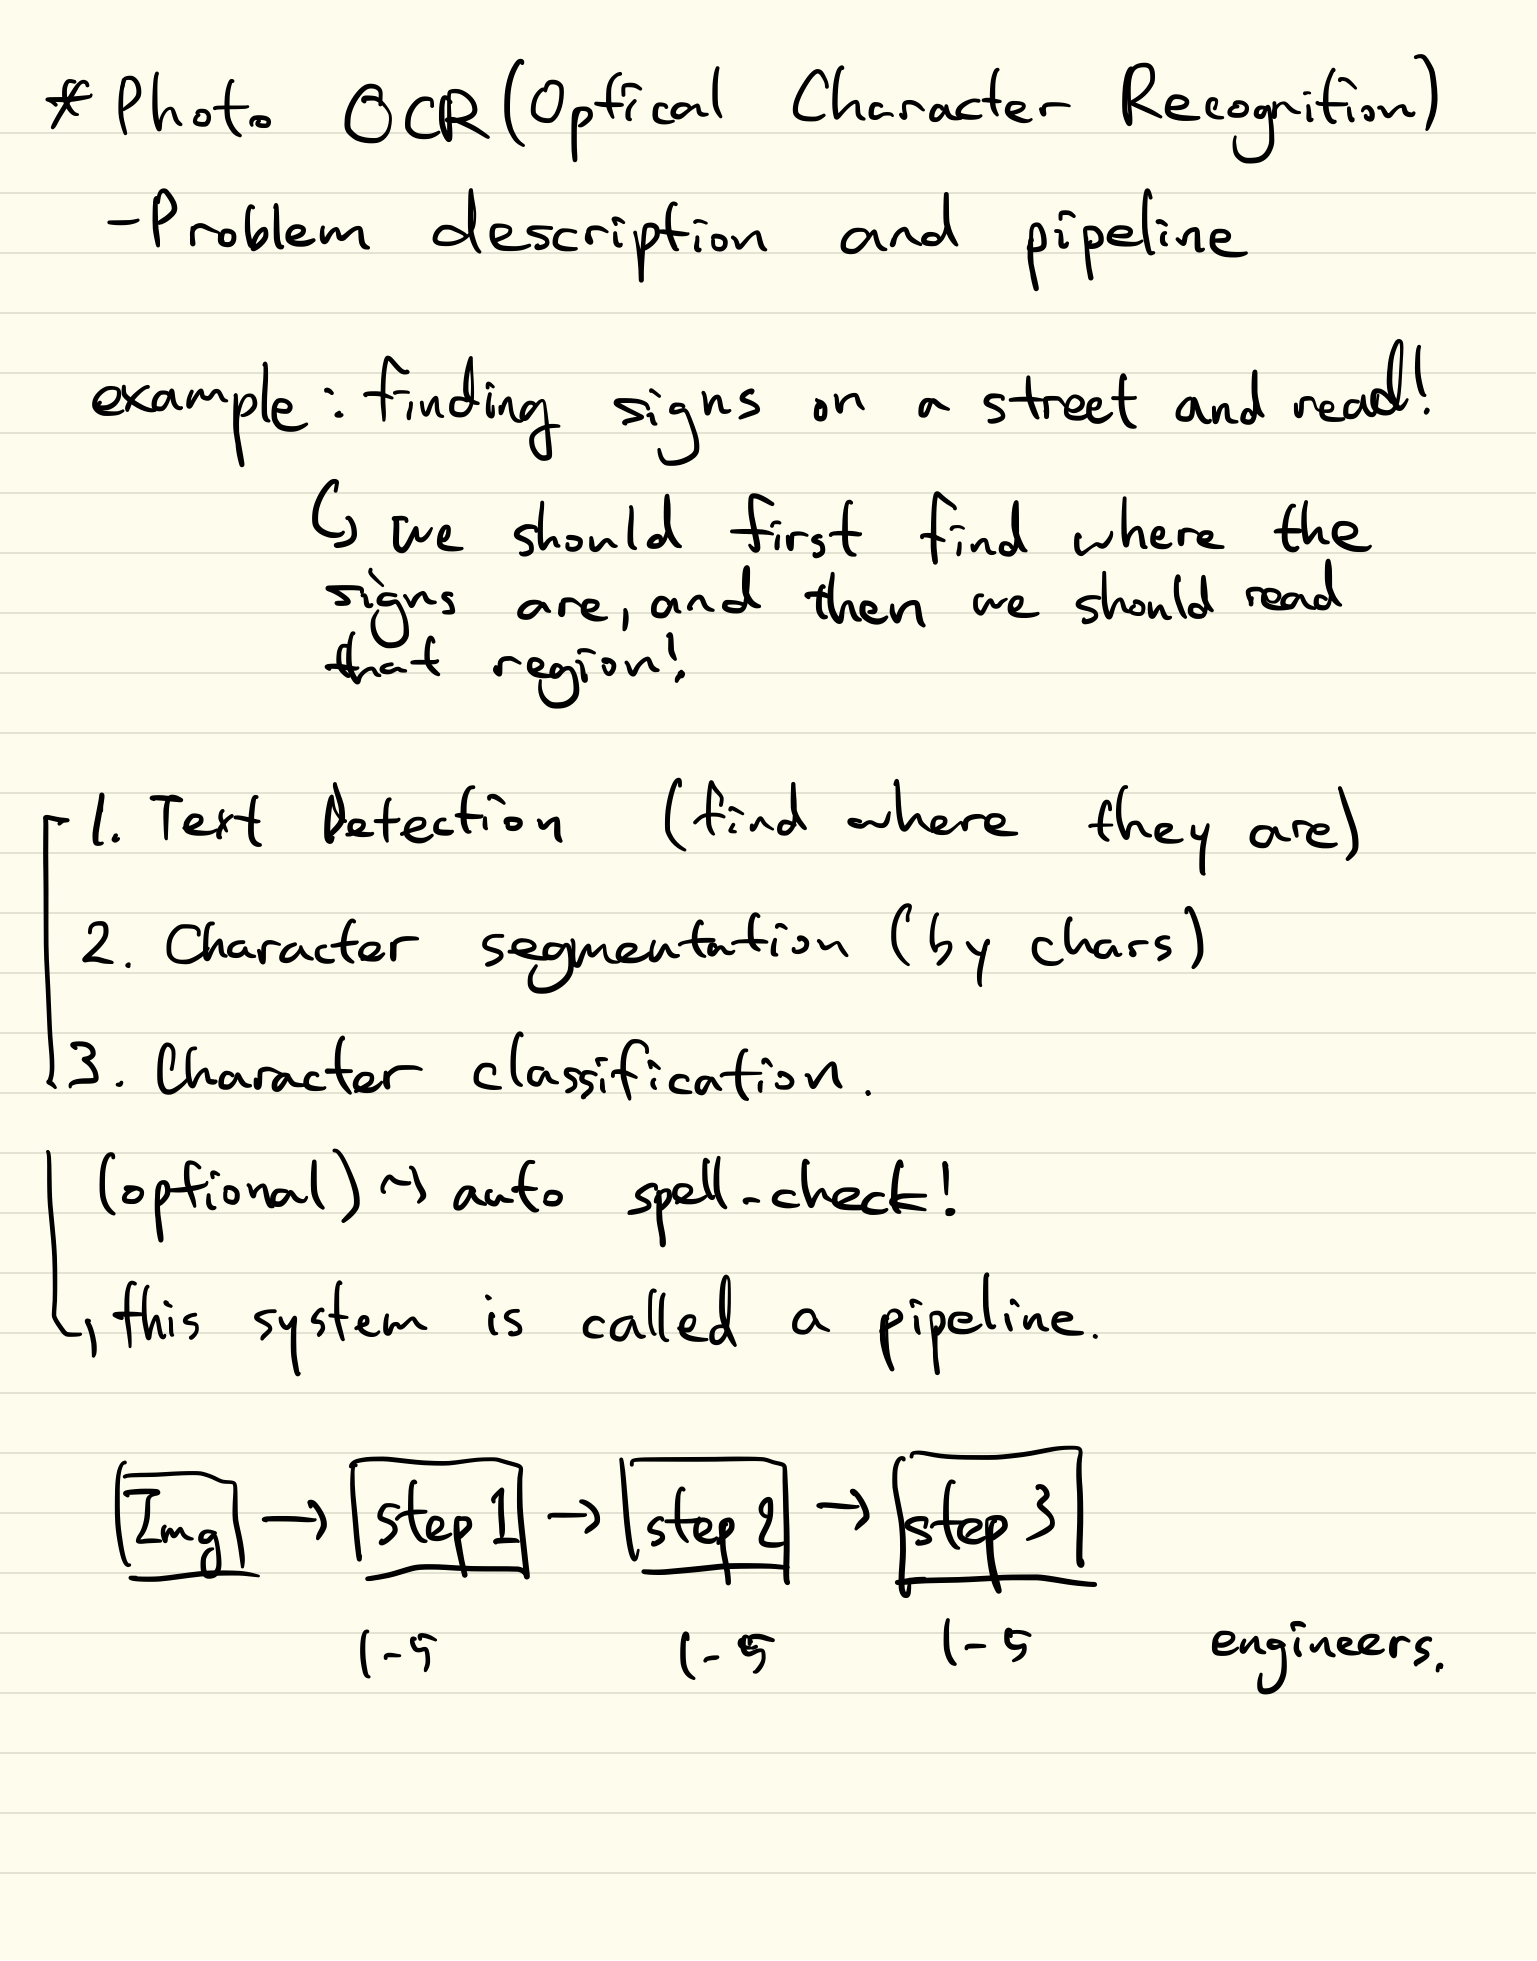 * Photo OCR (Optical Character Recognition)
- Problem description and pipeline
example: finding signs on a street and read!
we should first find where the
signs are, and then we should read
that region!
1. Text Detection (find where they are)
2. Character segmentation (by chars)
3. Character classification.
(optional) ~> auto spell-check!
this system is called a pipeline.
Img → step 1 → step 2 → step 3
1-5 1-5 1-5 engineers.